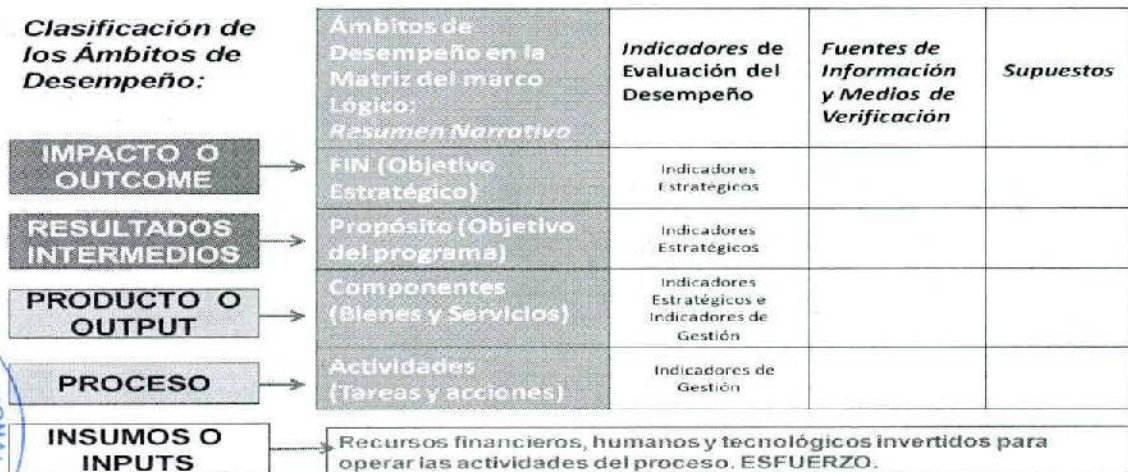 Clasificación de
los Ámbitos de
Desempeño:
Ámbitos de
Desempeño en la
Matriz del marco
Lógico:
Resumen Narrativo
Indicadores de
Evaluación del
Desempeño
Fuentes de
Información
y Medios de
Verificación
Supuestos
IMPACTO O
OUTCOME
FIN (Objetivo
Estratégico)
Indicadores
Estratégicos
RESULTADOS
INTERMEDIOS
Propósito (Objetivo
del programa)
Indicadores
Estratégicos
PRODUCTO O
OUTPUT
Componentes
(Bienes y Servicios)
Indicadores
Estratégicos e
Indicadores de
Gestión
PROCESO
Actividades
(Tareas y acciones)
Indicadores de
Gestión
INSUMOS O
INPUTS
Recursos financieros, humanos y tecnológicos invertidos para
operar las actividades del proceso. ESFUERZO.